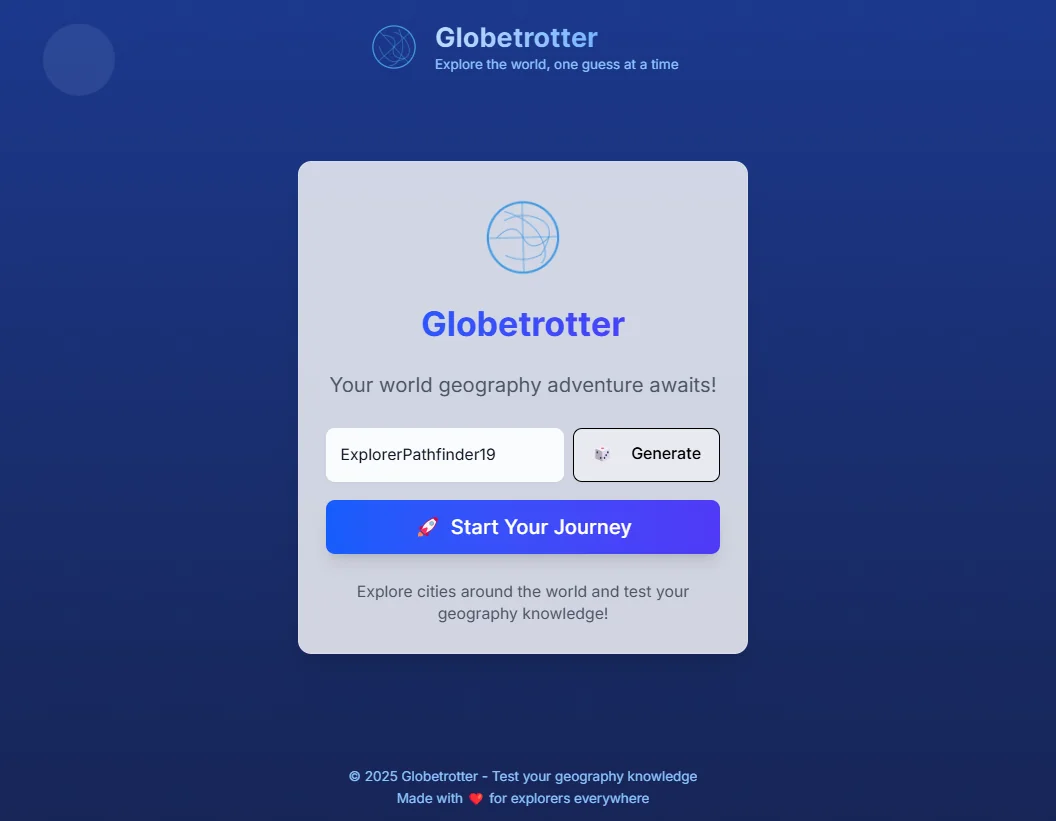 Globetrotter
Explore the world, one guess at a time
Globetrotter
Your world geography adventure awaits!
ExplorerPathfinder19
🎲 Generate
🚀 Start Your Journey
Explore cities around the world and test your
geography knowledge!
© 2025 Globetrotter - Test your geography knowledge
Made with ❤️ for explorers everywhere